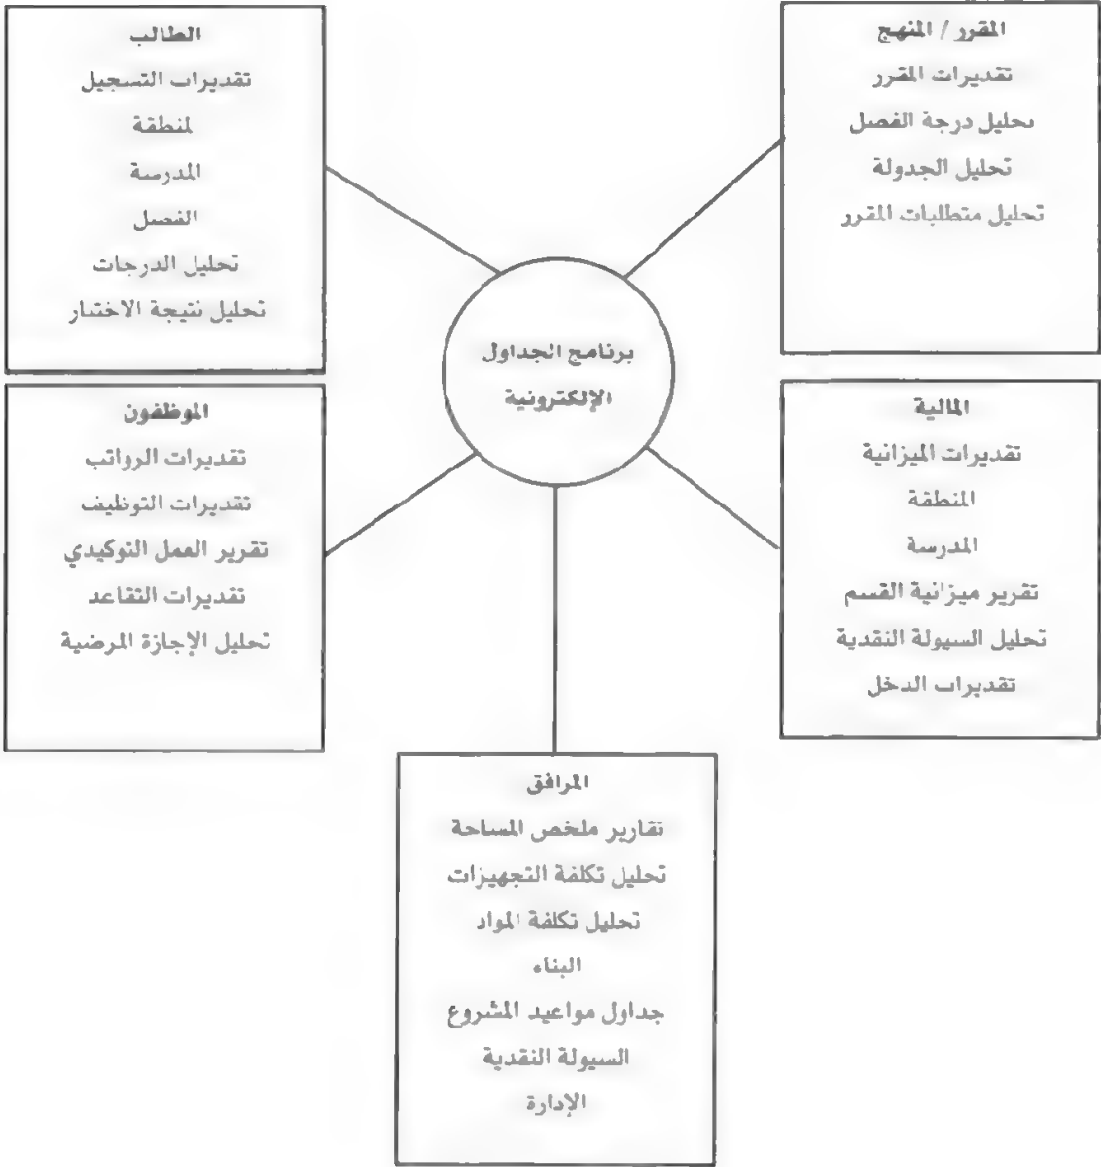 المقرر / المنهج
تقديرات المقرر
تحليل درجة الفصل
تحليل الجدولة
تحليل متطلبات المقرر
الطالب
تقديرات التسجيل
لمنطقة
المدرسة
الفصل
تحليل الدرجات
تحليل نتيجة الاختبار
برنامج الجداول
الإلكترونية
المالية
تقديرات الميزانية
المنطقة
المدرسة
تقرير ميزانية القسم
تحليل السيولة النقدية
تقديرات الدخل
الموظفون
تقديرات الرواتب
تقديرات التوظيف
تقرير العمل التوكيدي
تقديرات التقاعد
تحليل الإجازة المرضية
المرافق
تقارير ملخص المساحة
تحليل تكلفة التجهيزات
تحليل تكلفة المواد
البناء
جداول مواعيد المشروع
السيولة النقدية
الإدارة